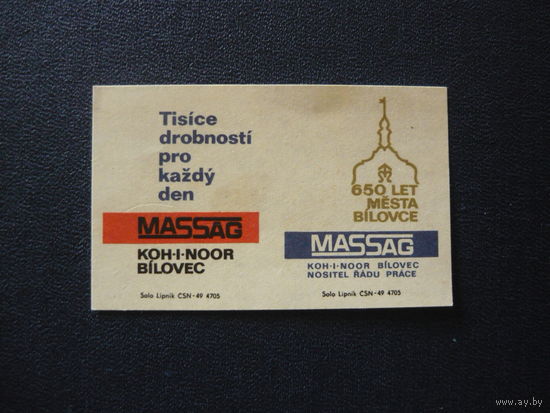 Tisíce
drobností
pro
každý
den
MASSAG
KOH-I-NOOR
BÍLOVEC
Solo Lipník ČSN-49 4705
650 LET
MĚSTA
BÍLOVCE
MASSAG
KOH-I-NOOR BÍLOVEC
NOSITEL ŘÁDU PRÁCE
Solo Lipník ČSN-49 4705
www.ay.by